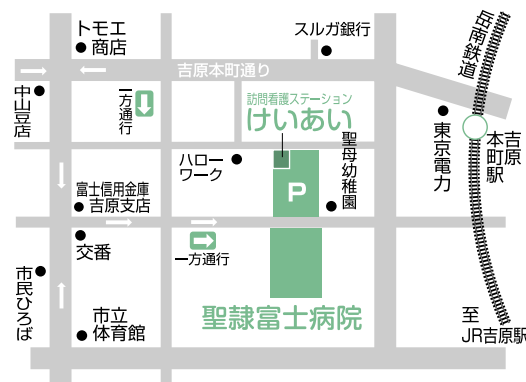 トモエ
商店
スルガ銀行
岳南鉄道
吉原本町通り
中山豆店
一方通行
訪問看護ステーション
けいあい
東京電力
吉原
本町駅
ハロー
ワーク
聖母幼稚園
P
富士信用金庫
吉原支店
交番
一方通行
市民ひろば
市立
体育館
聖隷富士病院
至
JR吉原駅